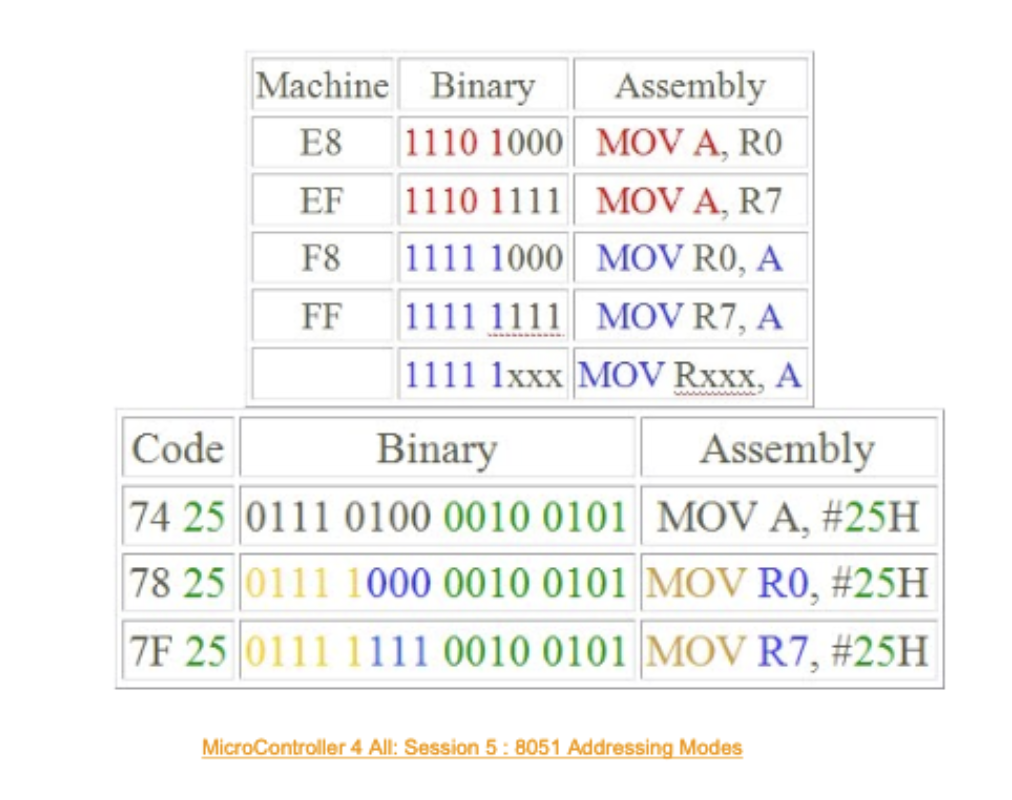 Machine Binary Assembly
E8 1110 1000 MOV A, R0
EF 1110 1111 MOV A, R7
F8 1111 1000 MOV R0, A
FF 1111 1111 MOV R7, A
1111 1xxx MOV Rxxx, A
Code Binary Assembly
74 25 0111 0100 0010 0101 MOV A, #25H
78 25 0111 1000 0010 0101 MOV R0, #25H
7F 25 0111 1111 0010 0101 MOV R7, #25H
MicroController 4 All: Session 5 : 8051 Addressing Modes